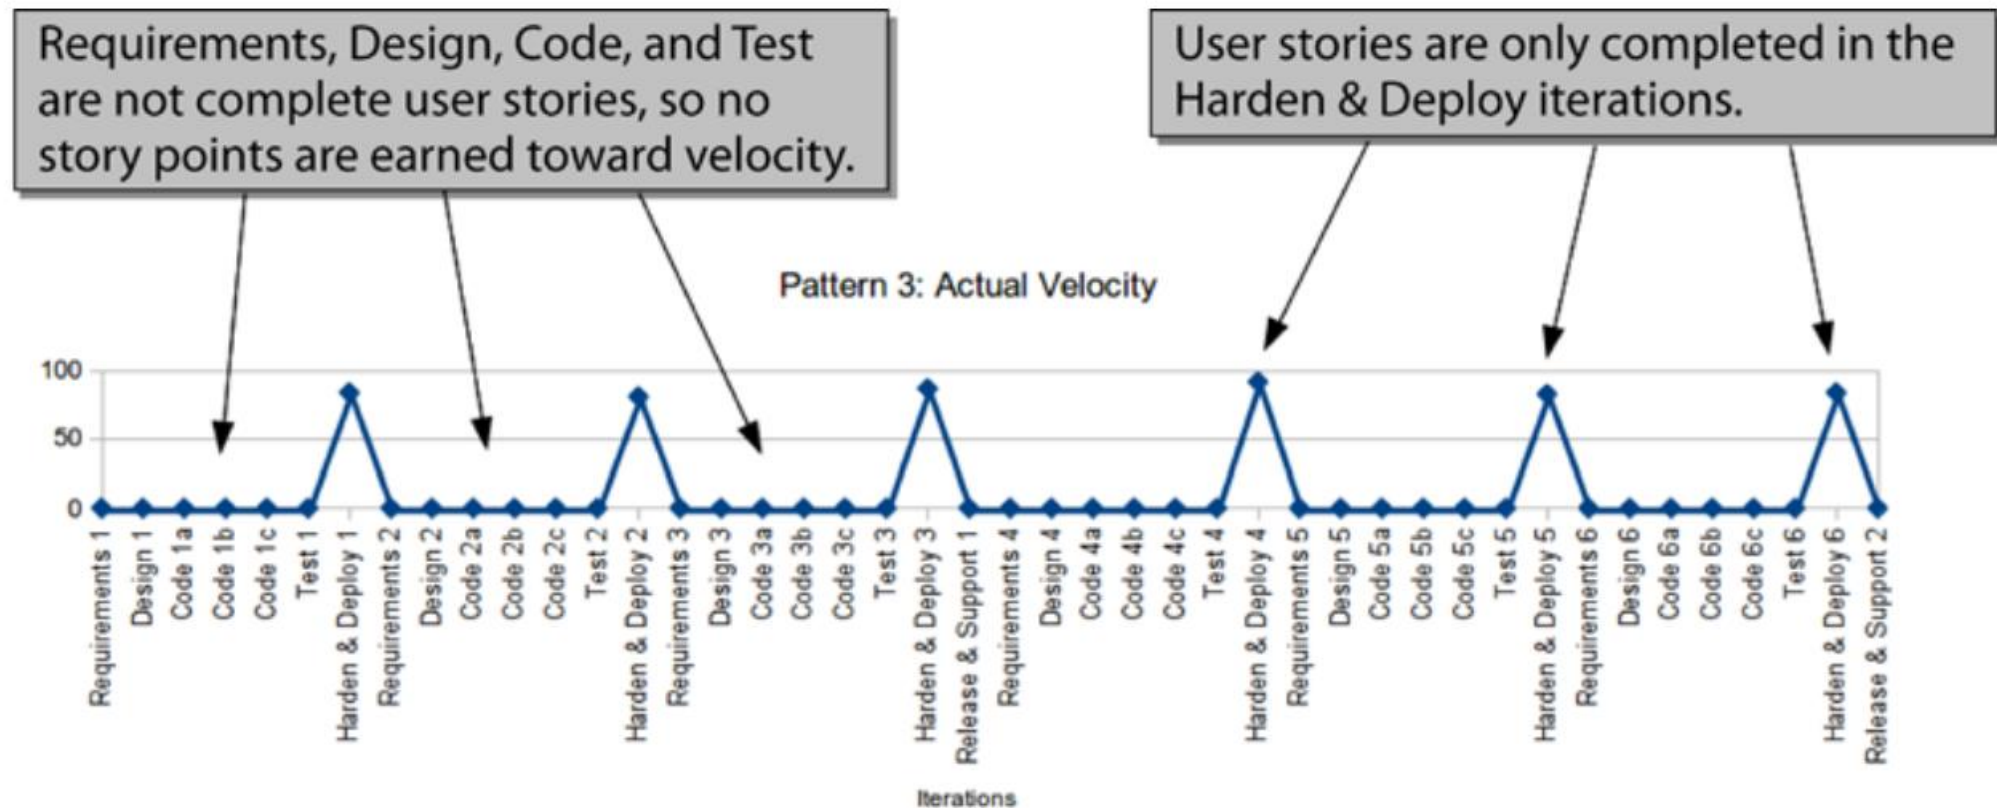 Requirements, Design, Code, and Test
are not complete user stories, so no
story points are earned toward velocity.
User stories are only completed in the
Harden & Deploy iterations.
Pattern 3: Actual Velocity
100
50
0
Requirements 1
Design 1
Code 1a
Code 1b
Code 1c
Test 1
Harden & Deploy 1
Requirements 2
Design 2
Code 2a
Code 2b
Code 2c
Test 2
Harden & Deploy 2
Requirements 3
Design 3
Code 3a
Code 3b
Code 3c
Test 3
Harden & Deploy 3
Release & Support 1
Requirements 4
Design 4
Code 4a
Code 4b
Code 4c
Test 4
Harden & Deploy 4
Requirements 5
Design 5
Code 5a
Code 5b
Code 5c
Test 5
Harden & Deploy 5
Requirements 6
Design 6
Code 6a
Code 6b
Code 6c
Test 6
Harden & Deploy 6
Release & Support 2
Iterations